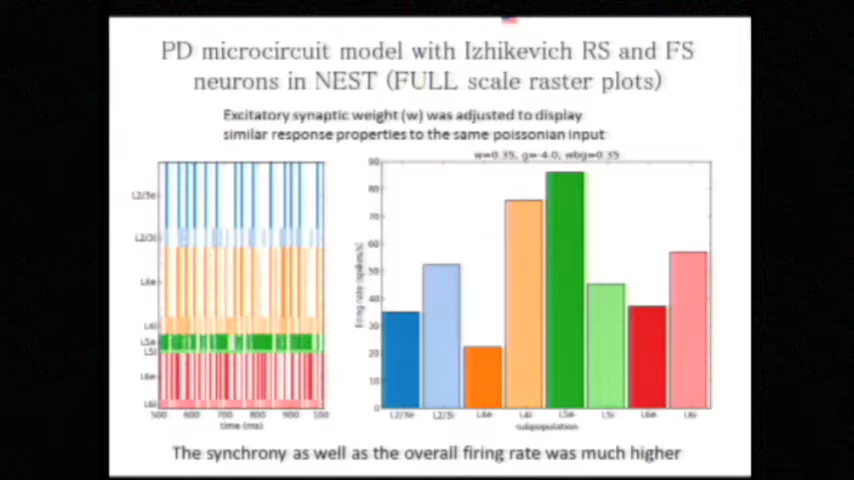 PD microcircuit model with Izhikevich RS and FS
neurons in NEST (FULL scale raster plots)
Excitatory synaptic weight (w) was adjusted to display
similar response properties to the same poissonian input
w=0.35, g=-4.0, wbg=0.35
90
80
70
60
50
40
30
20
10
0
firing rate (spikes/s)
L2/3e
L2/3i
L4e
L4i
L5e
L5i
L6e
L6i
500 600 700 800 900 100
time (ms)
L2/3e L2/3i L4e L4i L5e L5i L6e L6i
subpopulation
The synchrony as well as the overall firing rate was much higher